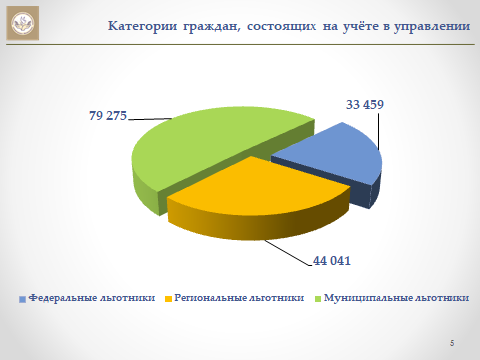 Категории граждан, состоящих на учёте в управлении
79 275
33 459
44 041
Федеральные льготники Региональные льготники Муниципальные льготники
5